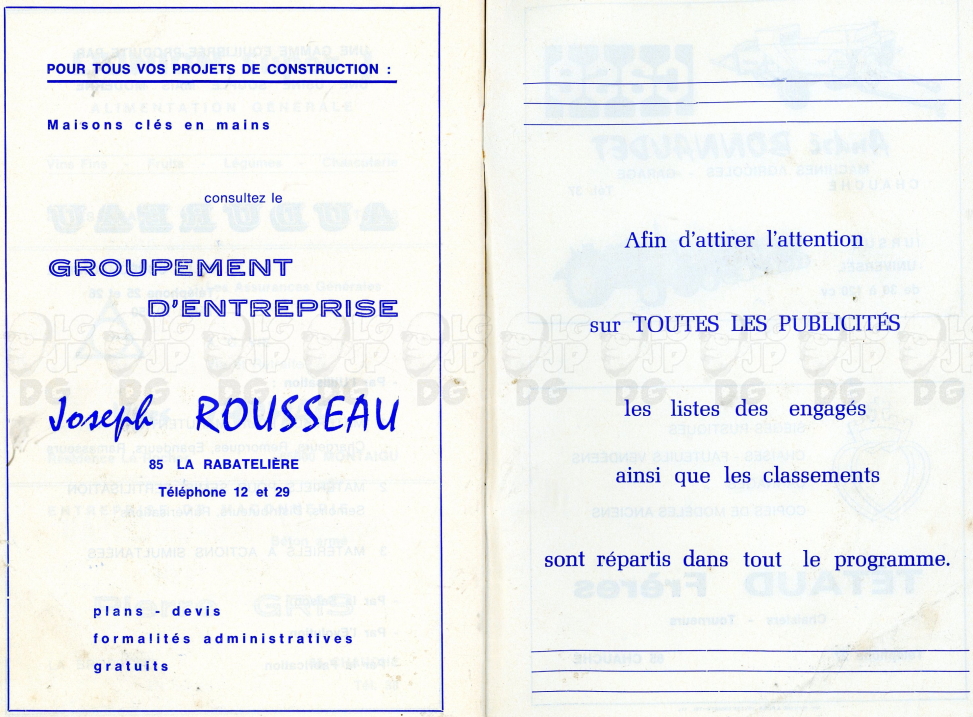 POUR TOUS VOS PROJETS DE CONSTRUCTION :
Maisons clés en mains
consultez le
GROUPEMENT
D'ENTREPRISE
Joseph ROUSSEAU
85 LA RABATELIÈRE
Téléphone 12 et 29
plans - devis
formalités administratives
gratuits
Afin d'attirer l'attention
sur TOUTES LES PUBLICITÉS
les listes des engagés
ainsi que les classements
sont répartis dans tout le programme.